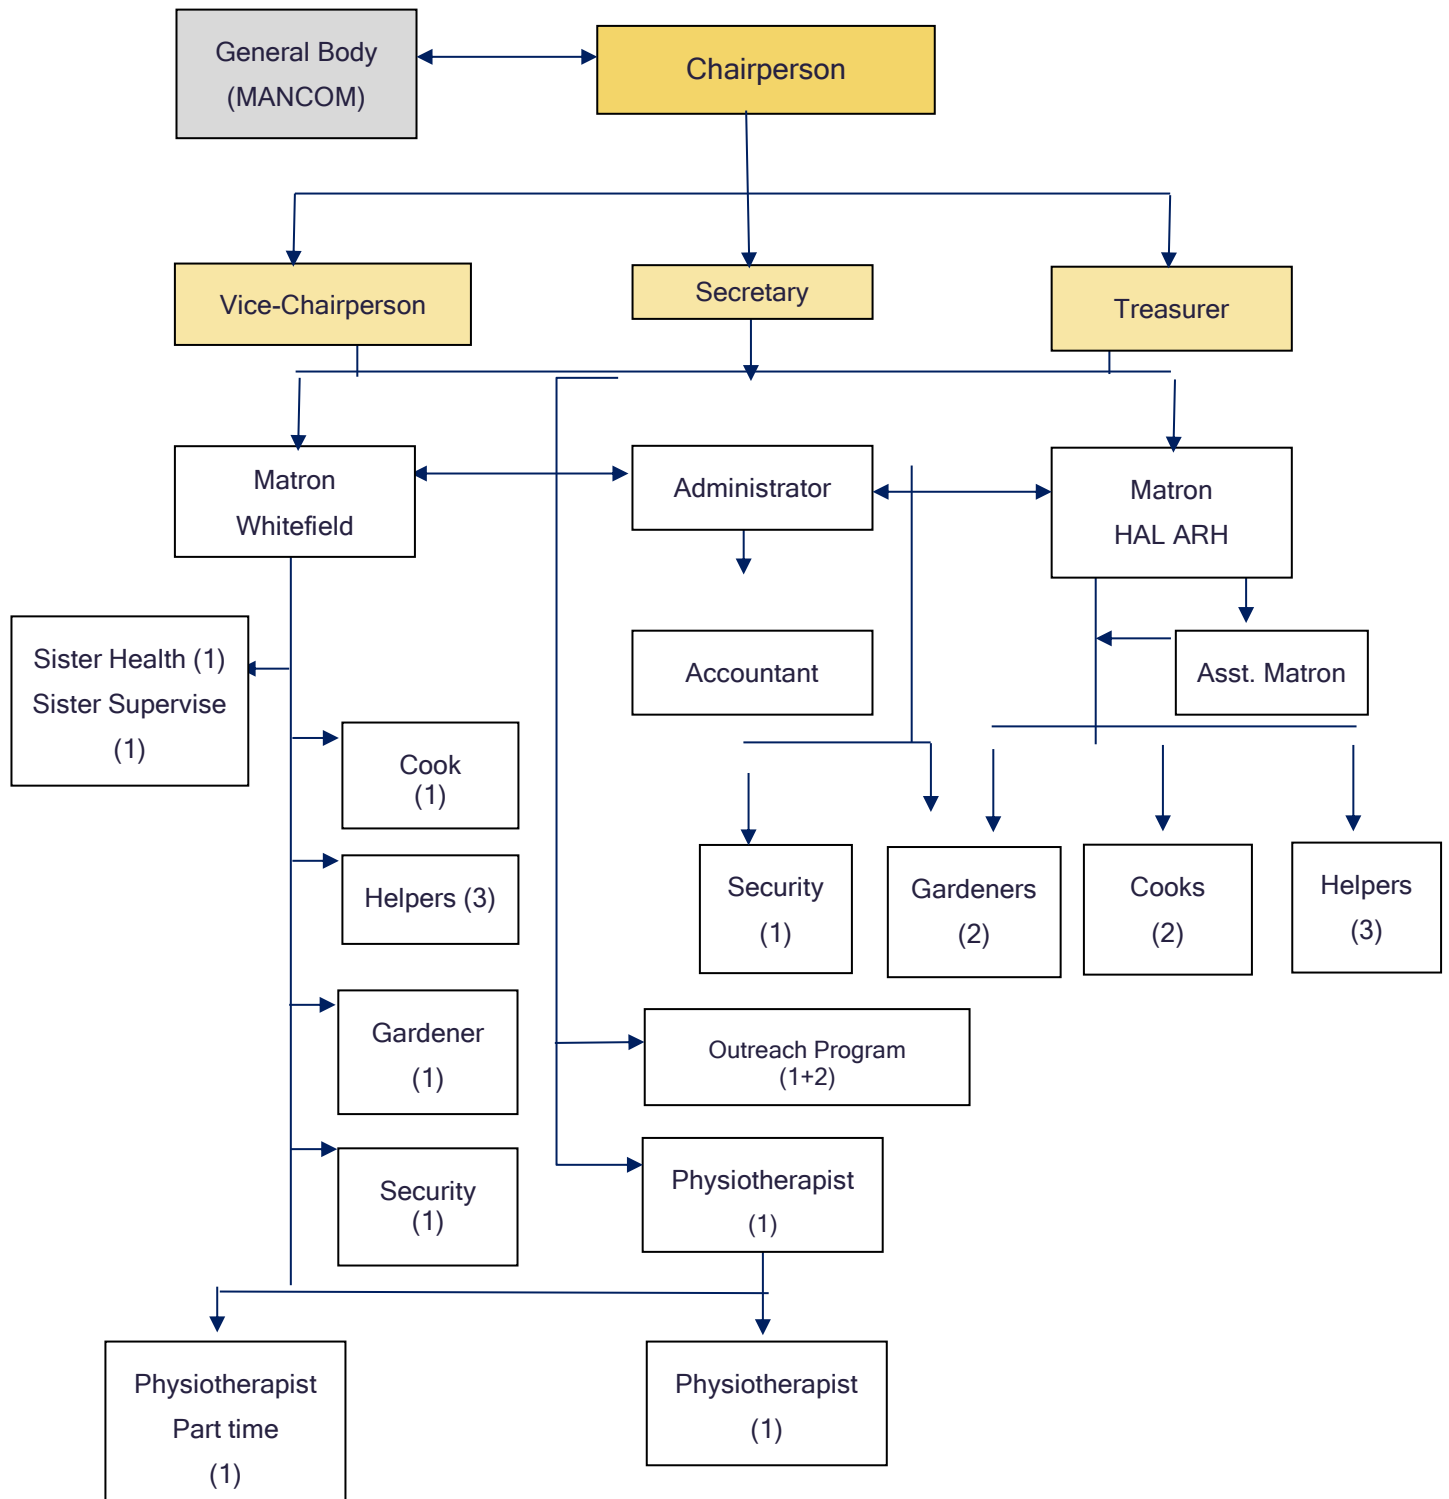 General Body
(MANCOM)
Chairperson
Vice-Chairperson
Secretary
Treasurer
Matron
Whitefield
Administrator
Matron
HAL ARH
Sister Health (1)
Sister Supervise
(1)
Accountant
Asst. Matron
Cook
(1)
Helpers (3)
Security
(1)
Gardeners
(2)
Cooks
(2)
Helpers
(3)
Gardener
(1)
Outreach Program
(1+2)
Security
(1)
Physiotherapist
(1)
Physiotherapist
Part time
(1)
Physiotherapist
(1)